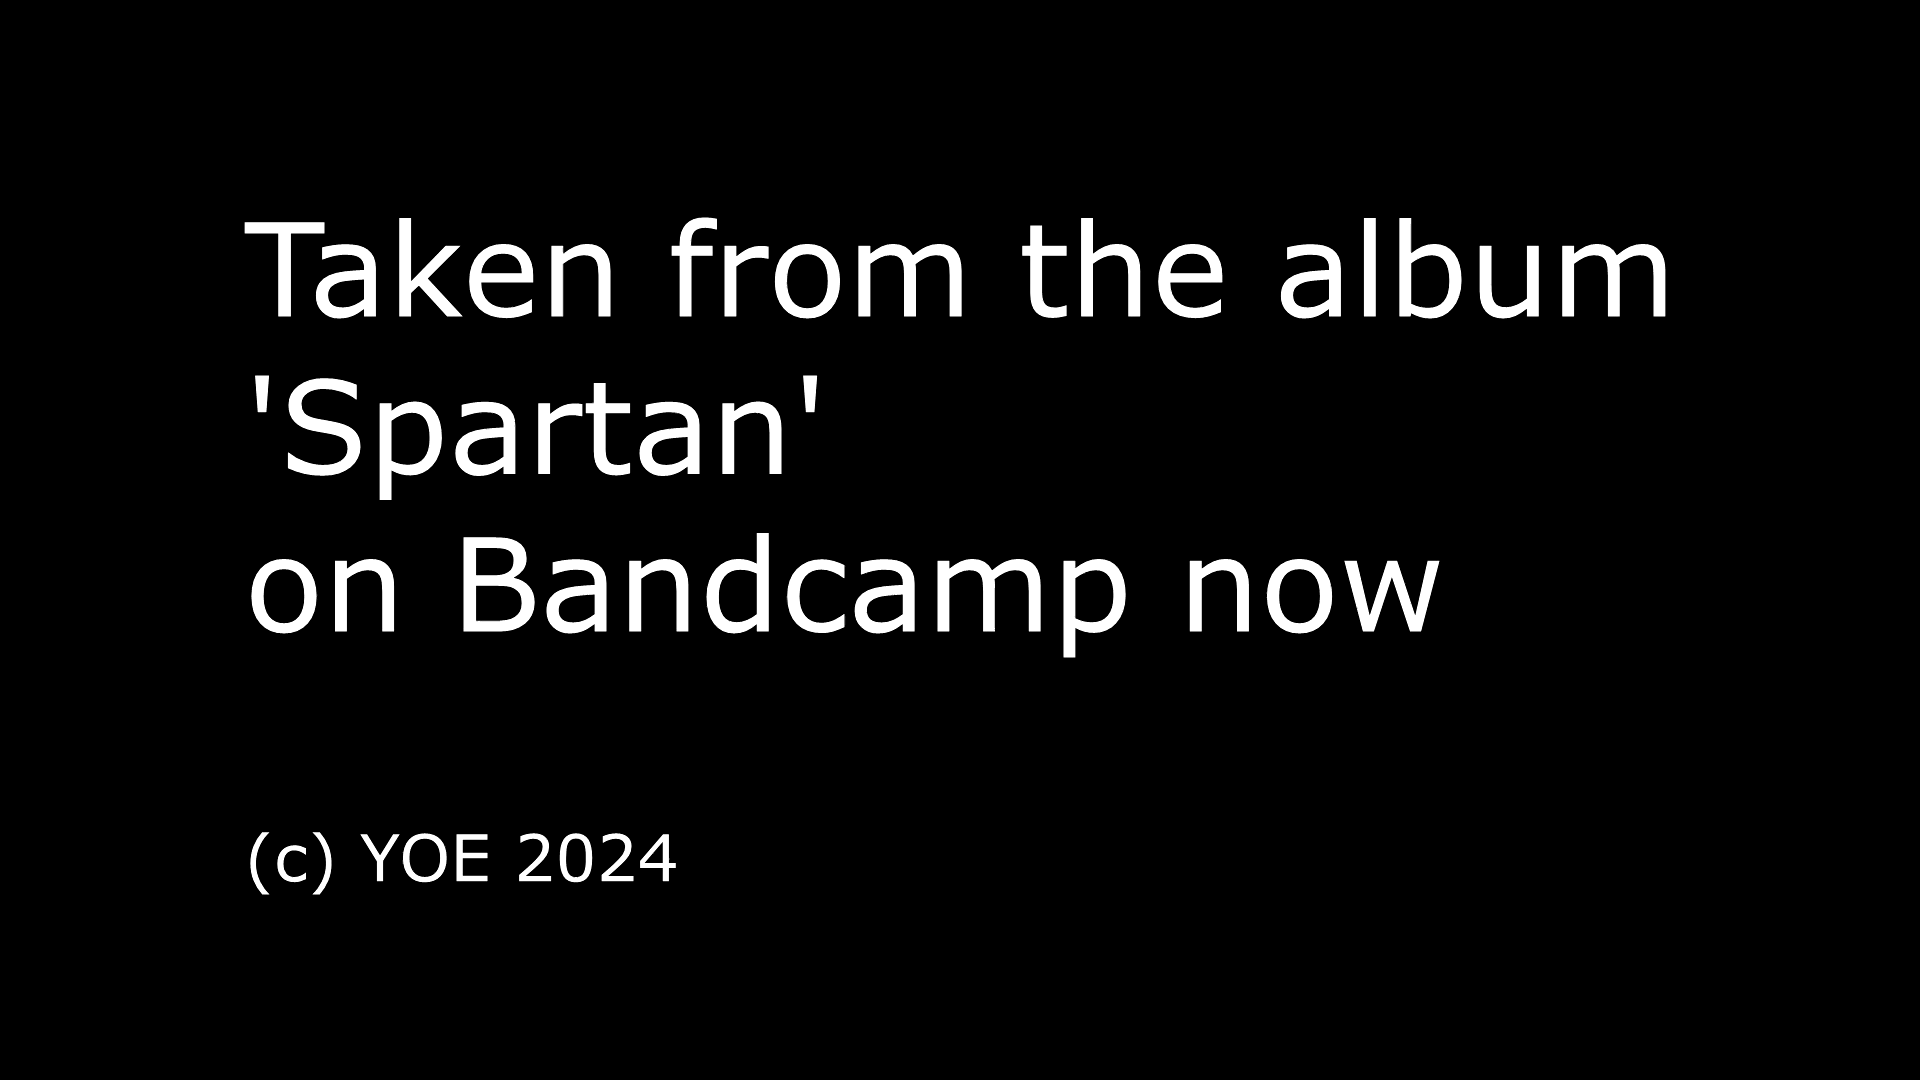 Taken from the album
'Spartan'
on Bandcamp now
(c) YOE 2024